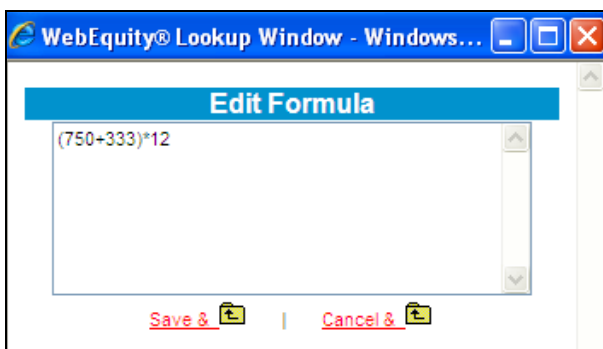 WebEquity® Lookup Window - Windows...
Edit Formula
(750+333)*12
Save & | Cancel &